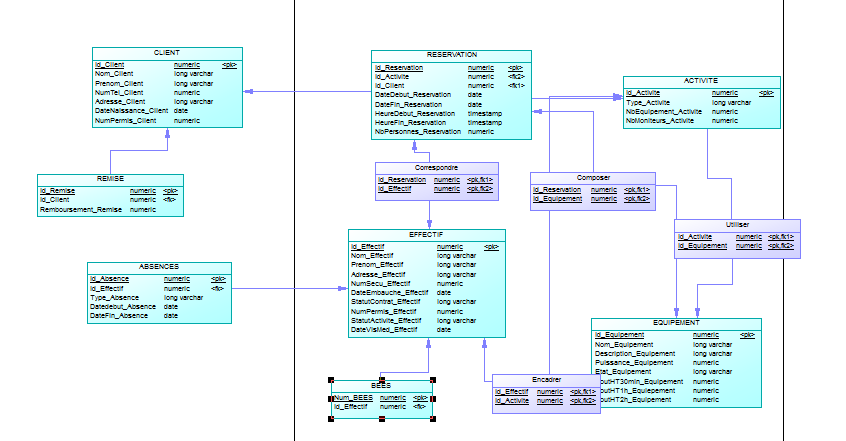 CLIENT
Id_Client numeric <pk>
Nom_Client long varchar
Prenom_Client long varchar
NumTel_Client numeric
Adresse_Client long varchar
DateNaissance_Client date
NumPermis_Client numeric
RESERVATION
Id_Reservation numeric <pk>
Id_Activite numeric <fk2>
Id_Client numeric <fk1>
DateDebut_Reservation date
DateFin_Reservation date
HeureDebut_Reservation timestamp
HeureFin_Reservation timestamp
NbPersonnes_Reservation numeric
ACTIVITE
Id_Activite numeric <pk>
Type_Activite long varchar
NbEquipement_Activite numeric
NbMoniteurs_Activite numeric
REMISE
Id_Remise numeric <pk>
Id_Client numeric <fk>
Remboursement_Remise numeric
Correspondre
Id_Reservation numeric <pk,fk1>
Id_Effectif numeric <pk,fk2>
Composer
Id_Reservation numeric <pk,fk1>
Id_Equipement numeric <pk,fk2>
Utiliser
Id_Activite numeric <pk,fk1>
Id_Equipement numeric <pk,fk2>
EFFECTIF
Id_Effectif numeric <pk>
Nom_Effectif long varchar
Prenom_Effectif long varchar
Adresse_Effectif long varchar
NumSecu_Effectif numeric
DateEmbauche_Effectif date
StatutContrat_Effectif long varchar
NumPermis_Effectif numeric
StatutActivite_Effectif long varchar
DateVisMed_Effectif date
ABSENCES
Id_Absence numeric <pk>
Id_Effectif numeric <fk>
Type_Absence long varchar
Datedebut_Absence date
DateFin_Absence date
EQUIPEMENT
Id_Equipement numeric <pk>
Nom_Equipement long varchar
Description_Equipement long varchar
Puissance_Equipement numeric
Etat_Equipement long varchar
outHT30min_Equipement numeric
outHT1h_Equiepement numeric
outHT2h_Equipement numeric
BEES
Num_BEES numeric <pk>
Id_Effectif numeric <fk>
Encadrer
Id_Effectif numeric <pk,fk1>
Id_Activite numeric <pk,fk2>